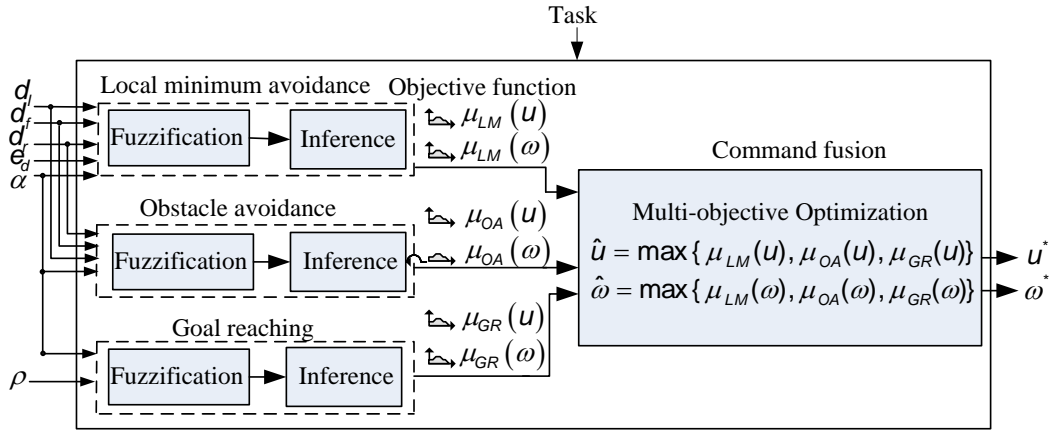 Task
Local minimum avoidance
Objective function
d_l
d_f
d_r
e_d
α
Fuzzification
Inference
μ_LM(u)
μ_LM(ω)
Command fusion
Obstacle avoidance
Fuzzification
Inference
μ_OA(u)
μ_OA(ω)
Multi-objective Optimization
û = max{μ_LM(u), μ_OA(u), μ_GR(u)}
ω̂ = max{μ_LM(ω), μ_OA(ω), μ_GR(ω)}
u*
ω*
Goal reaching
ρ
Fuzzification
Inference
μ_GR(u)
μ_GR(ω)